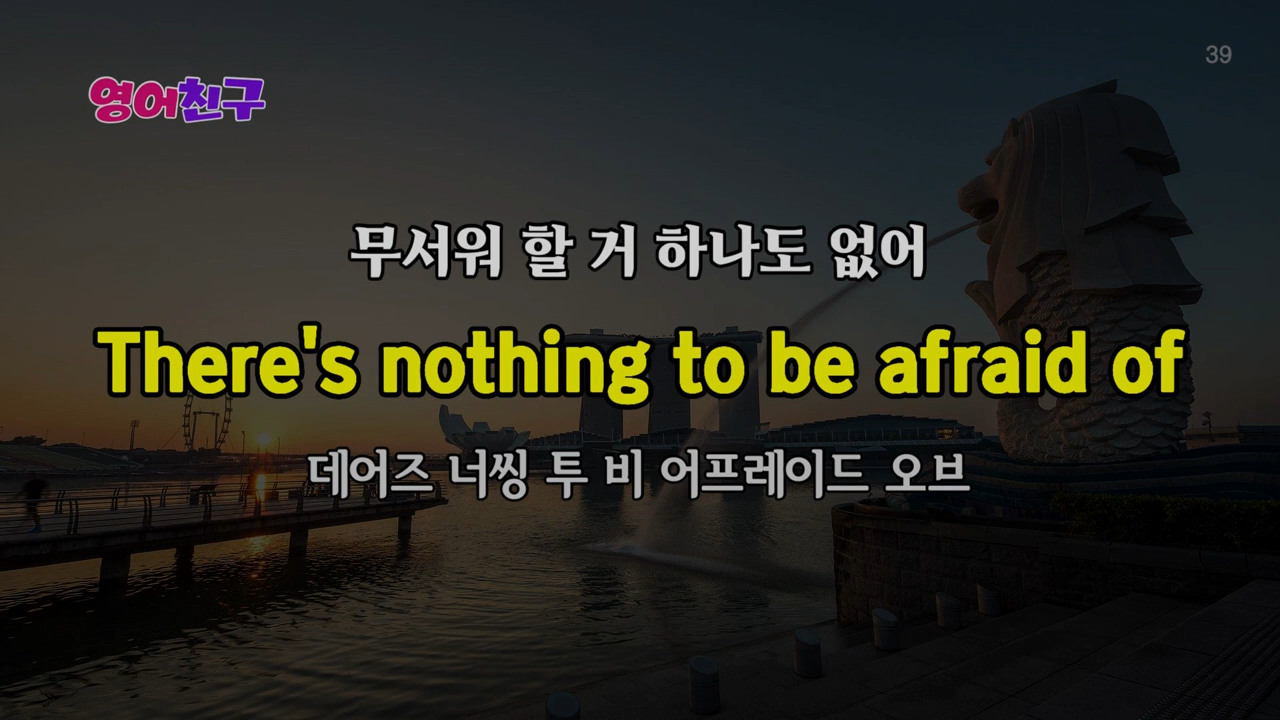 39
영어친구
무서워 할 거 하나도 없어
There's nothing to be afraid of
데어즈 너씽 투 비 어프레이드 오브